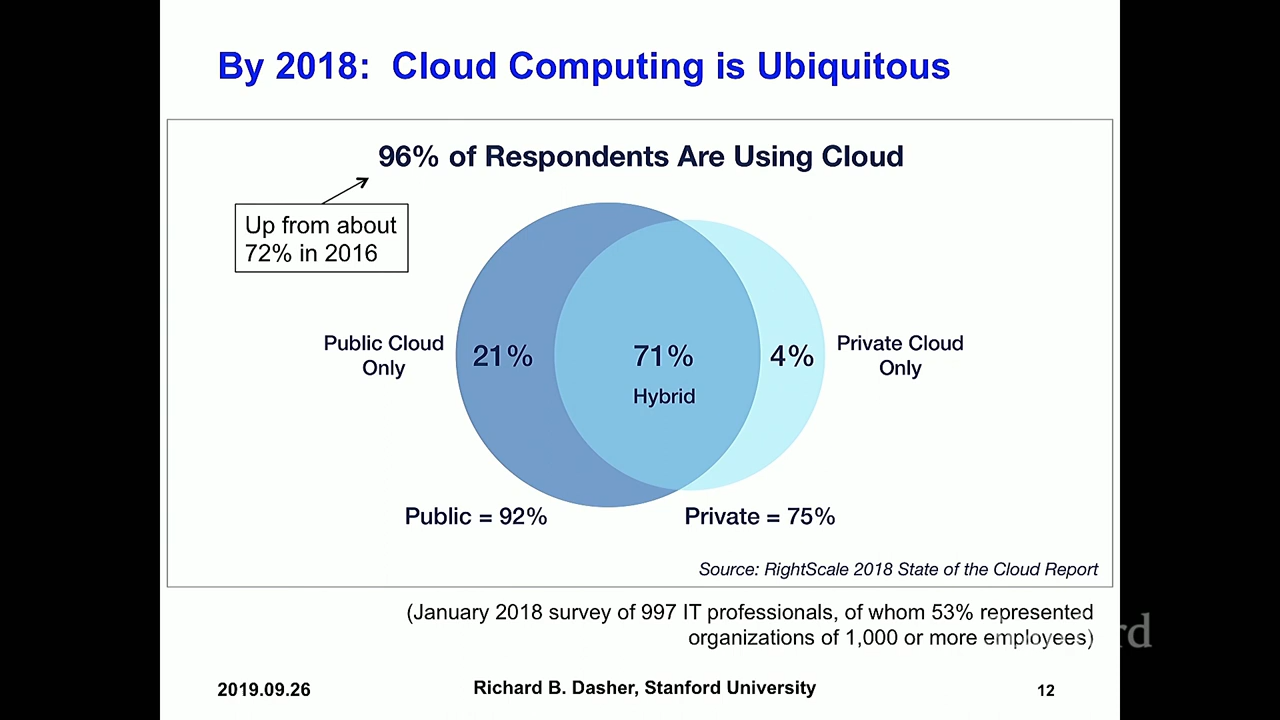 By 2018:  Cloud Computing is Ubiquitous
96% of Respondents Are Using Cloud
Up from about
72% in 2016
Public Cloud
Only
21%
71%
Hybrid
4%
Private Cloud
Only
Public = 92%
Private = 75%
Source: RightScale 2018 State of the Cloud Report
(January 2018 survey of 997 IT professionals, of whom 53% represented
organizations of 1,000 or more employees)
2019.09.26
Richard B. Dasher, Stanford University
12